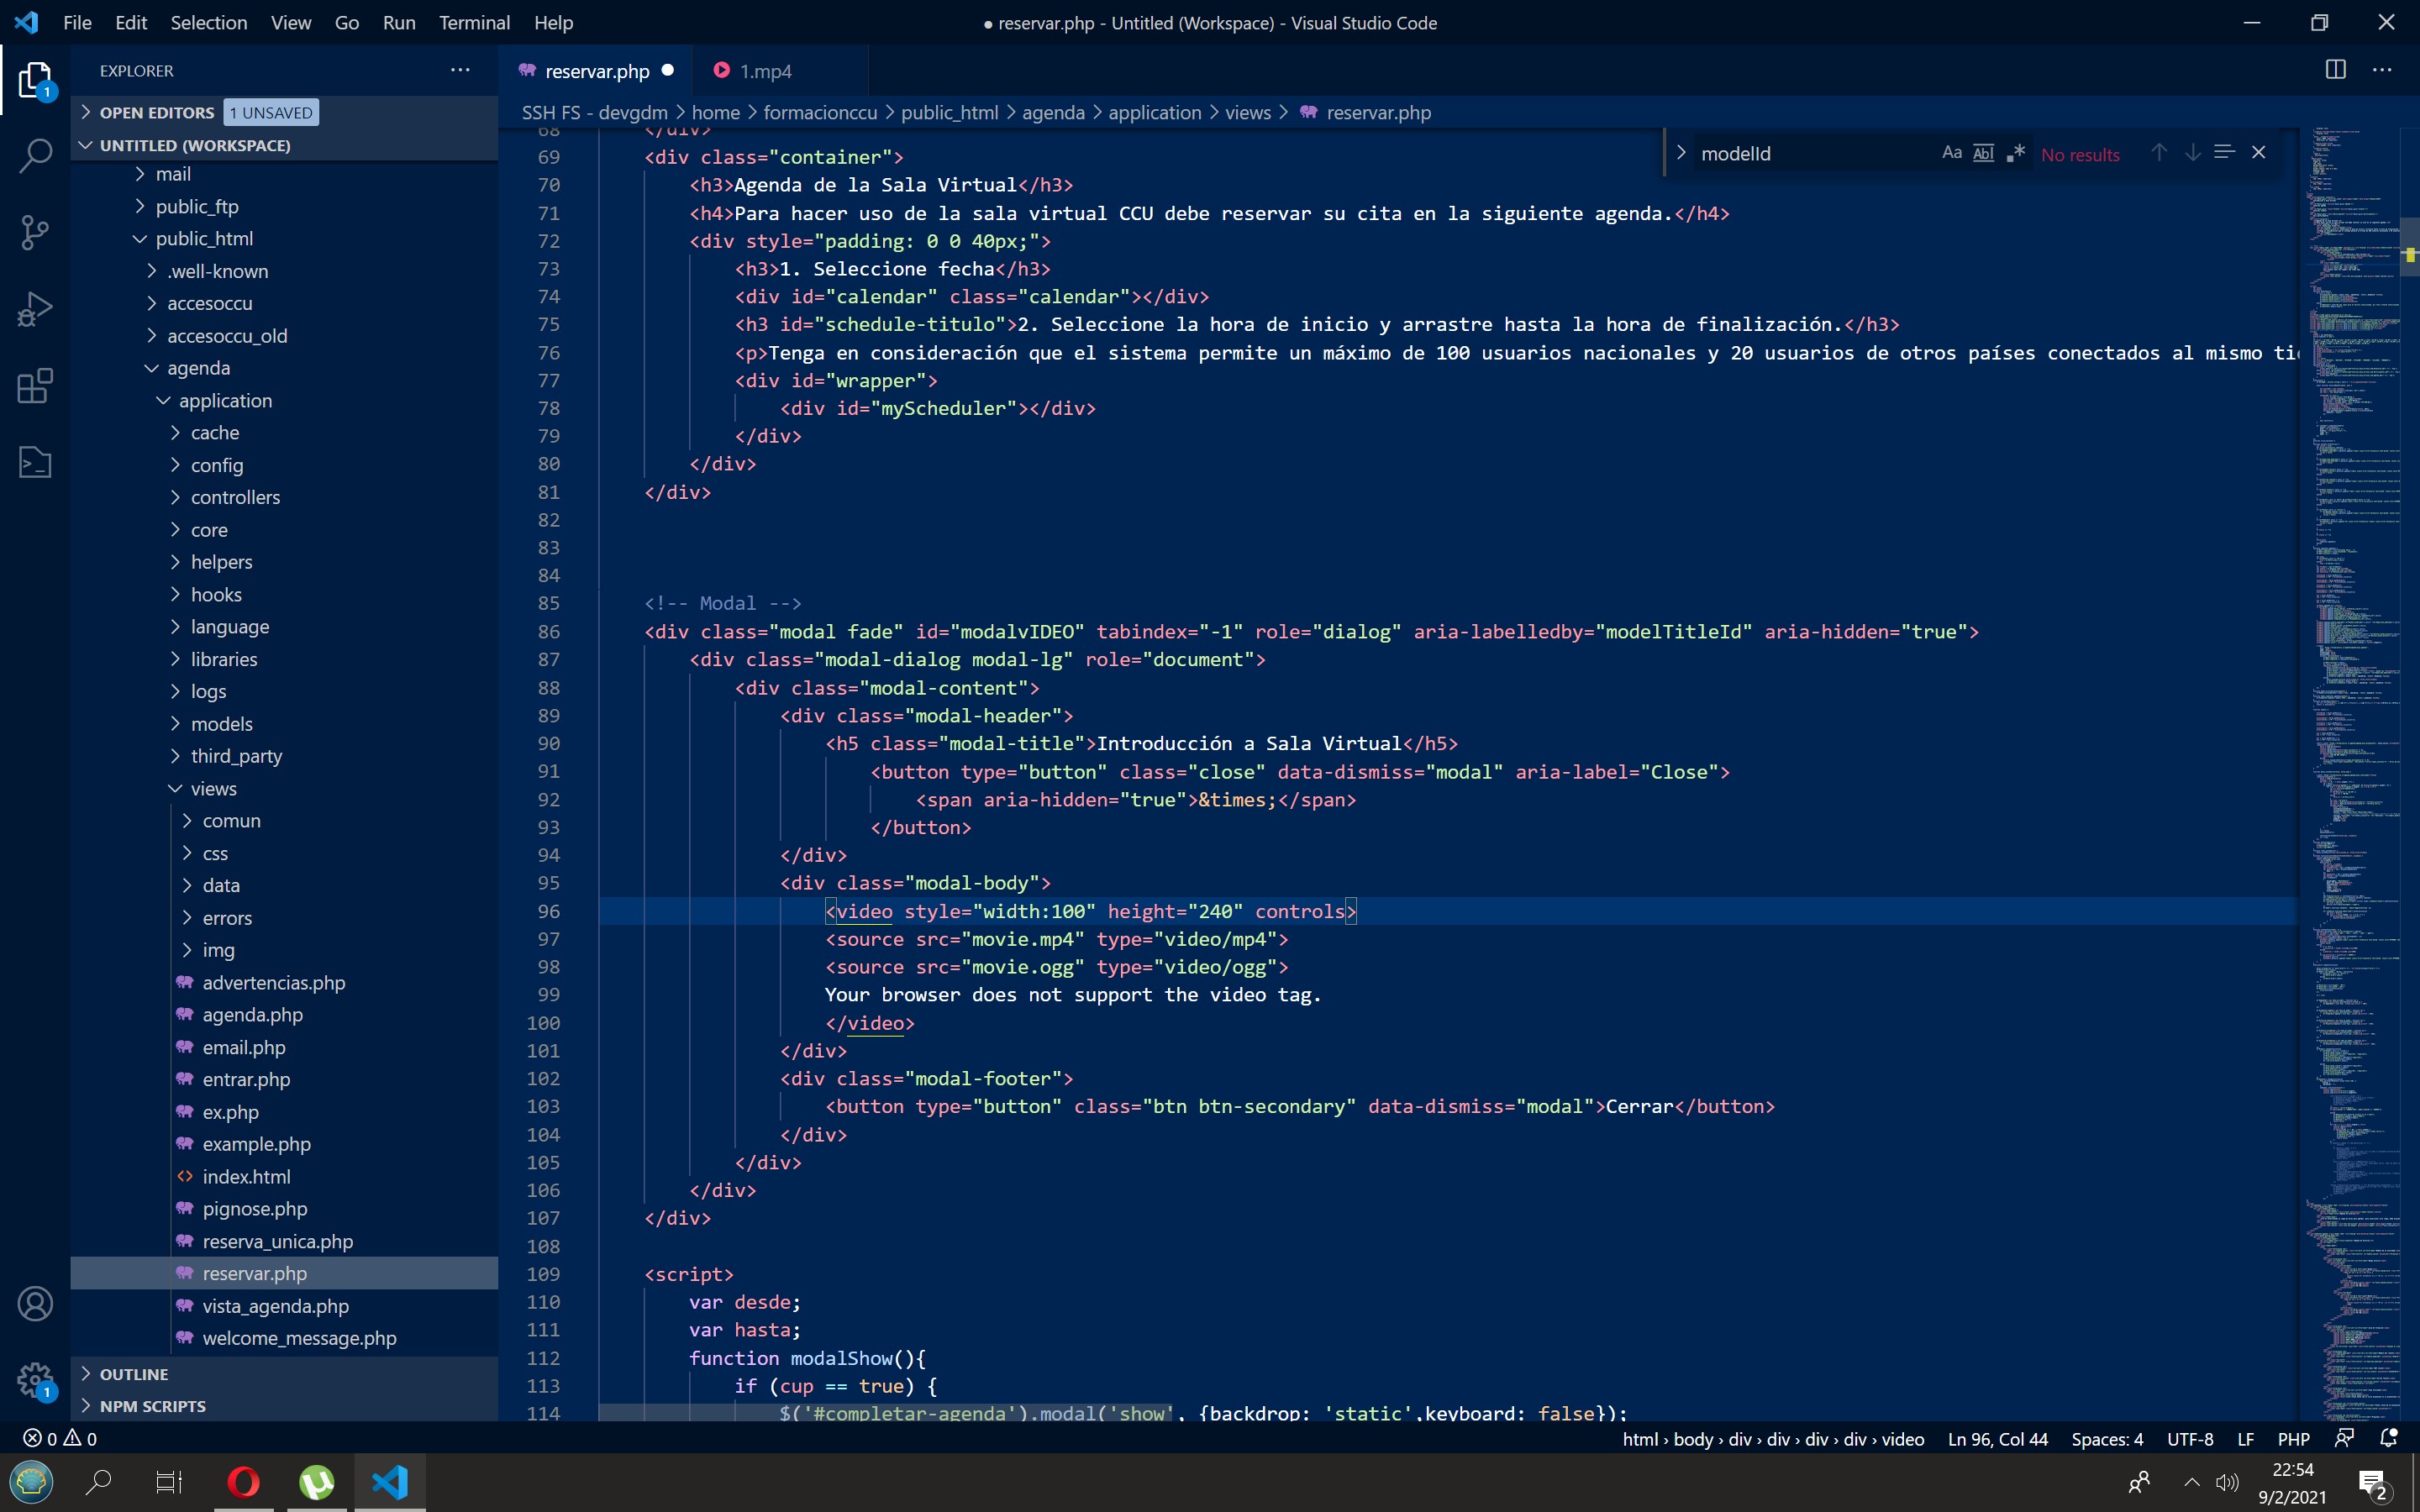 File Edit Selection View Go Run Terminal Help
● reservar.php - Untitled (Workspace) - Visual Studio Code
EXPLORER
OPEN EDITORS 1 UNSAVED
UNTITLED (WORKSPACE)
mail
public_ftp
public_html
.well-known
accesoccu
accesoccu_old
agenda
application
cache
config
controllers
core
helpers
hooks
language
libraries
logs
models
third_party
views
comun
css
data
errors
img
advertencias.php
agenda.php
email.php
entrar.php
ex.php
example.php
index.html
pignose.php
reserva_unica.php
reservar.php
vista_agenda.php
welcome_message.php
OUTLINE
NPM SCRIPTS
1
1
reservar.php ● 1.mp4
SSH FS - devgdm > home > formacionccu > public_html > agenda > application > views > reservar.php
modelId Aa Abl .* No results
68 </div>
69 <div class="container">
70 <h3>Agenda de la Sala Virtual</h3>
71 <h4>Para hacer uso de la sala virtual CCU debe reservar su cita en la siguiente agenda.</h4>
72 <div style="padding: 0 0 40px;">
73 <h3>1. Seleccione fecha</h3>
74 <div id="calendar" class="calendar"></div>
75 <h3 id="schedule-titulo">2. Seleccione la hora de inicio y arrastre hasta la hora de finalización.</h3>
76 <p>Tenga en consideración que el sistema permite un máximo de 100 usuarios nacionales y 20 usuarios de otros países conectados al mismo ti
77 <div id="wrapper">
78 <div id="myScheduler"></div>
79 </div>
80 </div>
81 </div>
82
83
84
85 <!-- Modal -->
86 <div class="modal fade" id="modalvIDEO" tabindex="-1" role="dialog" aria-labelledby="modelTitleId" aria-hidden="true">
87 <div class="modal-dialog modal-lg" role="document">
88 <div class="modal-content">
89 <div class="modal-header">
90 <h5 class="modal-title">Introducción a Sala Virtual</h5>
91 <button type="button" class="close" data-dismiss="modal" aria-label="Close">
92 <span aria-hidden="true">&times;</span>
93 </button>
94 </div>
95 <div class="modal-body">
96 <video style="width:100" height="240" controls>
97 <source src="movie.mp4" type="video/mp4">
98 <source src="movie.ogg" type="video/ogg">
99 Your browser does not support the video tag.
100 </video>
101 </div>
102 <div class="modal-footer">
103 <button type="button" class="btn btn-secondary" data-dismiss="modal">Cerrar</button>
104 </div>
105 </div>
106 </div>
107 </div>
108
109 <script>
110 var desde;
111 var hasta;
112 function modalShow(){
113 if (cup == true) {
114 $('#completar-agenda').modal('show', {backdrop: 'static',keyboard: false});
0 0
html › body › div › div › div › div › video Ln 96, Col 44 Spaces: 4 UTF-8 LF PHP
22:54
9/2/2021
2